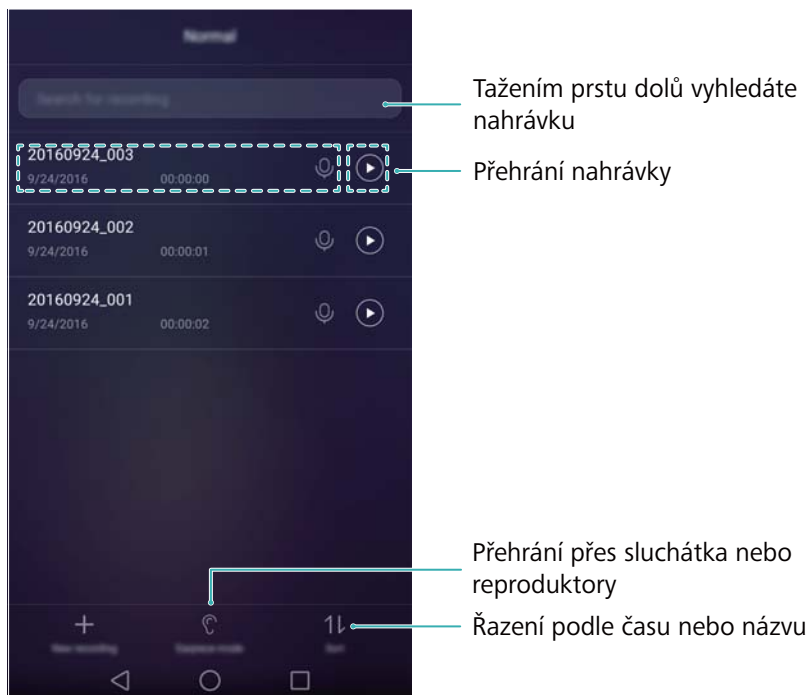 Normal
Search for recording
Tažením prstu dolů vyhledáte
nahrávku
20160924_003
9/24/2016 00:00:00
Přehrání nahrávky
20160924_002
9/24/2016 00:00:01
20160924_001
9/24/2016 00:00:02
Přehrání přes sluchátka nebo
reproduktory
Řazení podle času nebo názvu
New recording Earpiece mode Sort